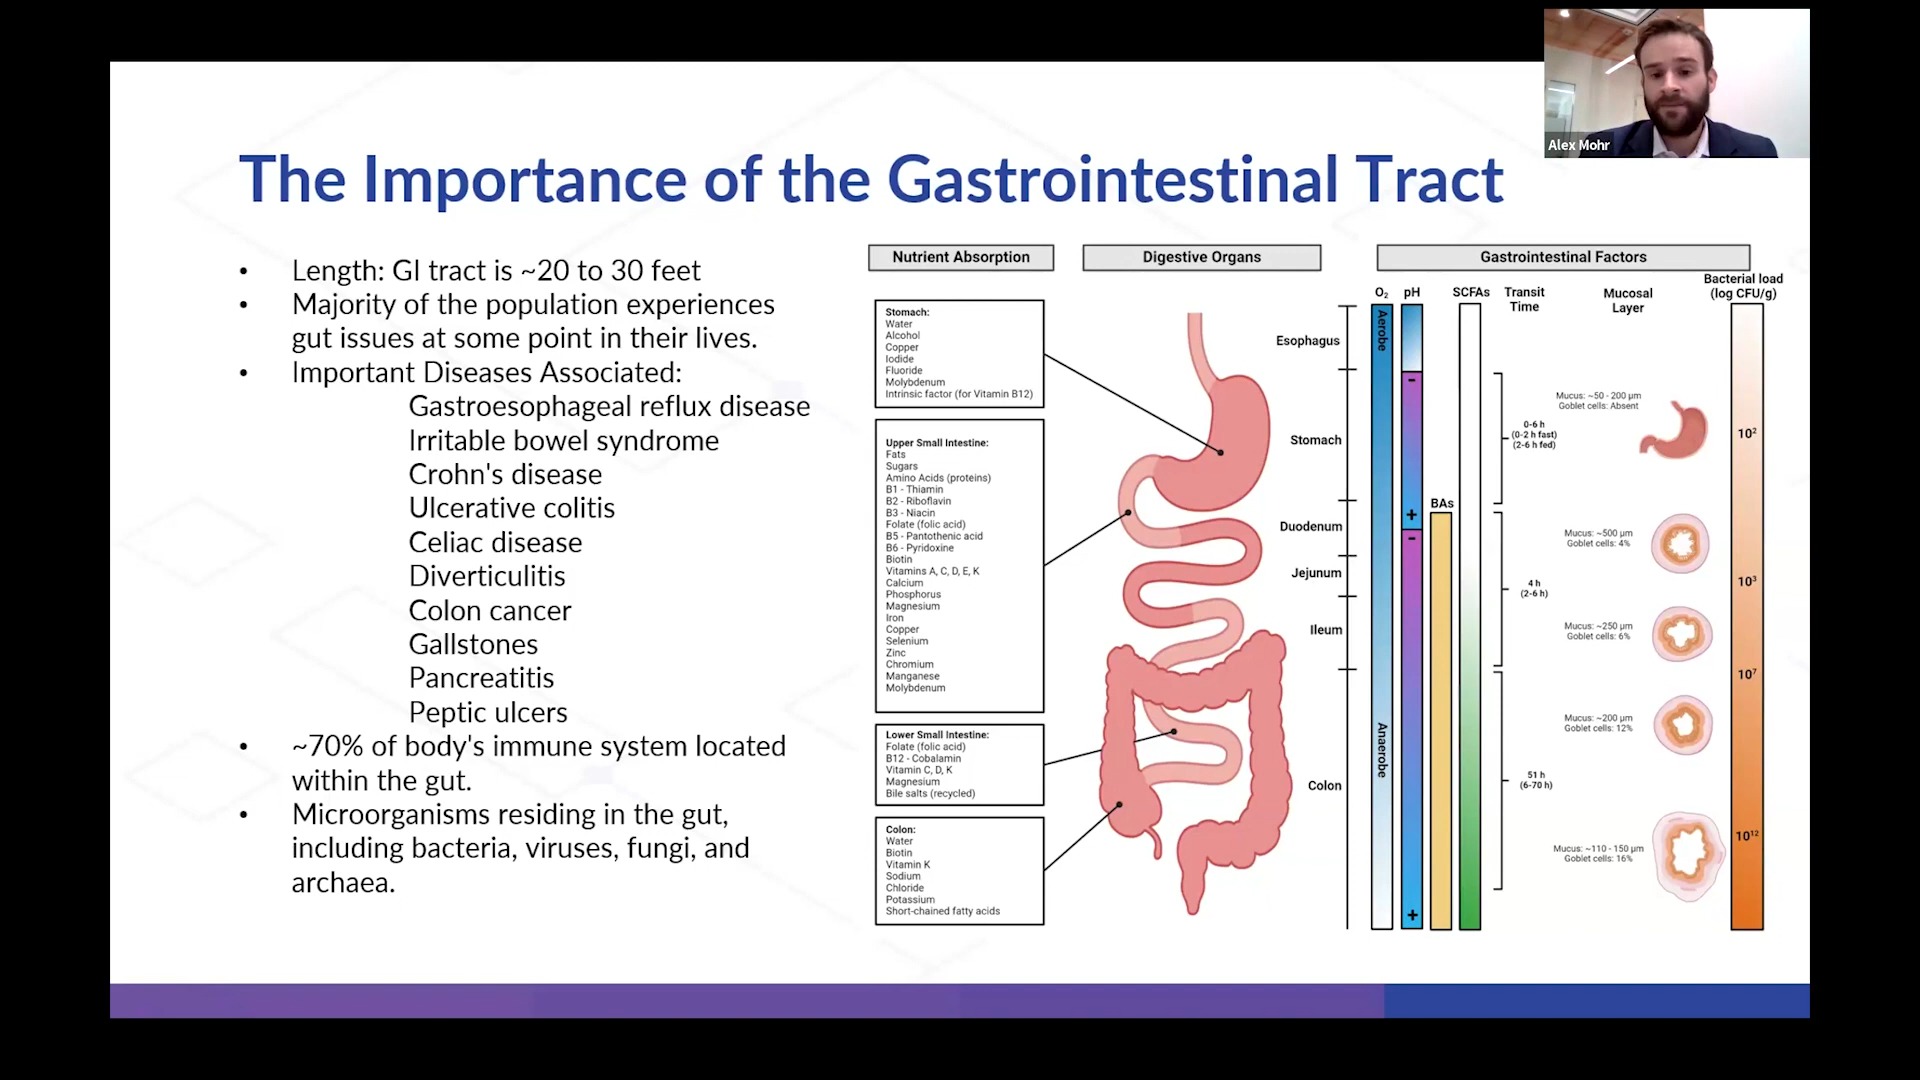 Alex Mohr
The Importance of the Gastrointestinal Tract
• Length: GI tract is ~20 to 30 feet
• Majority of the population experiences
gut issues at some point in their lives.
• Important Diseases Associated:
Gastroesophageal reflux disease
Irritable bowel syndrome
Crohn's disease
Ulcerative colitis
Celiac disease
Diverticulitis
Colon cancer
Gallstones
Pancreatitis
Peptic ulcers
• ~70% of body's immune system located
within the gut.
• Microorganisms residing in the gut,
including bacteria, viruses, fungi, and
archaea.
Nutrient Absorption
Stomach:
Water
Alcohol
Copper
Iodide
Fluoride
Molybdenum
Intrinsic factor (for Vitamin B12)
Upper Small Intestine:
Fats
Sugars
Amino Acids (proteins)
B1 - Thiamin
B2 - Riboflavin
B3 - Niacin
Folate (folic acid)
B5 - Pantothenic acid
B6 - Pyridoxine
Biotin
Vitamins A, C, D, E, K
Calcium
Phosphorus
Magnesium
Iron
Copper
Selenium
Zinc
Chromium
Manganese
Molybdenum
Lower Small Intestine:
Folate (folic acid)
B12 - Cobalamin
Vitamin C, D, K
Magnesium
Bile salts (recycled)
Colon:
Water
Biotin
Vitamin K
Sodium
Chloride
Potassium
Short-chained fatty acids
Digestive Organs
Esophagus
Stomach
Duodenum
Jejunum
Ileum
Colon
Gastrointestinal Factors
O₂
Aerobe
Anaerobe
pH
-
+
-
+
BAs
SCFAs
Transit
Time
0-6 h
(0-2 h fast)
(2-6 h fed)
4 h
(2-6 h)
51 h
(6-70 h)
Mucosal
Layer
Mucus: ~50 - 200 μm
Goblet cells: Absent
Mucus: ~500 μm
Goblet cells: 4%
Mucus: ~250 μm
Goblet cells: 6%
Mucus: ~200 μm
Goblet cells: 12%
Mucus: ~110 - 150 μm
Goblet cells: 16%
Bacterial load
(log CFU/g)
10²
10³
10⁷
10¹²